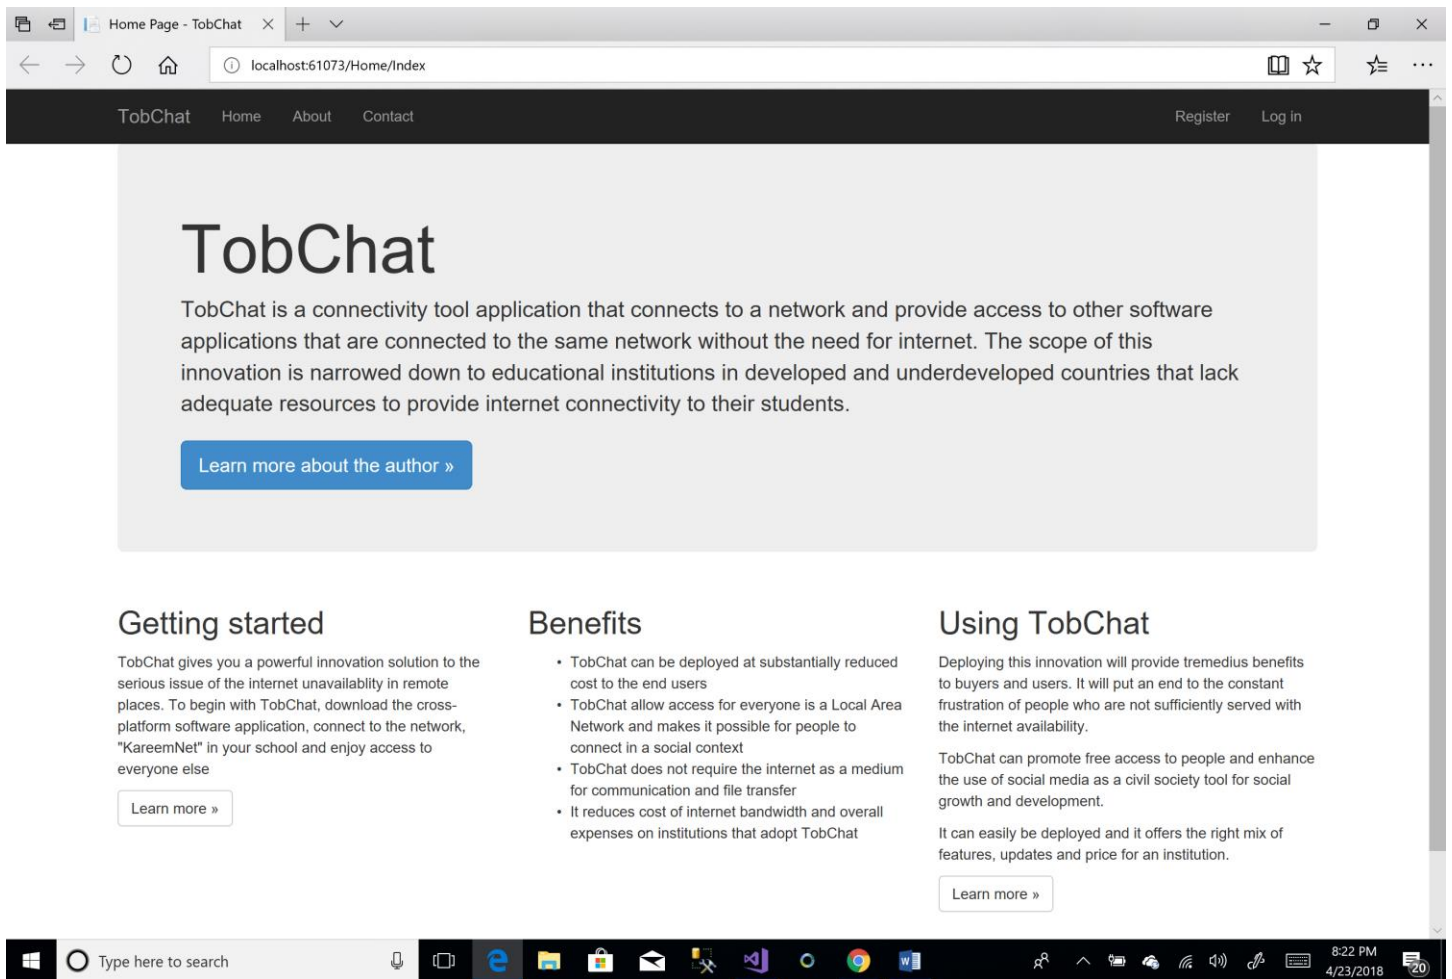 Home Page - TobChat
localhost:61073/Home/Index
TobChat Home About Contact Register Log in
TobChat
TobChat is a connectivity tool application that connects to a network and provide access to other software
applications that are connected to the same network without the need for internet. The scope of this
innovation is narrowed down to educational institutions in developed and underdeveloped countries that lack
adequate resources to provide internet connectivity to their students.
Learn more about the author »
Getting started
TobChat gives you a powerful innovation solution to the
serious issue of the internet unavailablity in remote
places. To begin with TobChat, download the cross-
platform software application, connect to the network,
"KareemNet" in your school and enjoy access to
everyone else
Learn more »
Benefits
• TobChat can be deployed at substantially reduced
cost to the end users
• TobChat allow access for everyone is a Local Area
Network and makes it possible for people to
connect in a social context
• TobChat does not require the internet as a medium
for communication and file transfer
• It reduces cost of internet bandwidth and overall
expenses on institutions that adopt TobChat
Using TobChat
Deploying this innovation will provide tremedius benefits
to buyers and users. It will put an end to the constant
frustration of people who are not sufficiently served with
the internet availability.
TobChat can promote free access to people and enhance
the use of social media as a civil society tool for social
growth and development.
It can easily be deployed and it offers the right mix of
features, updates and price for an institution.
Learn more »
Type here to search
8:22 PM
4/23/2018
20